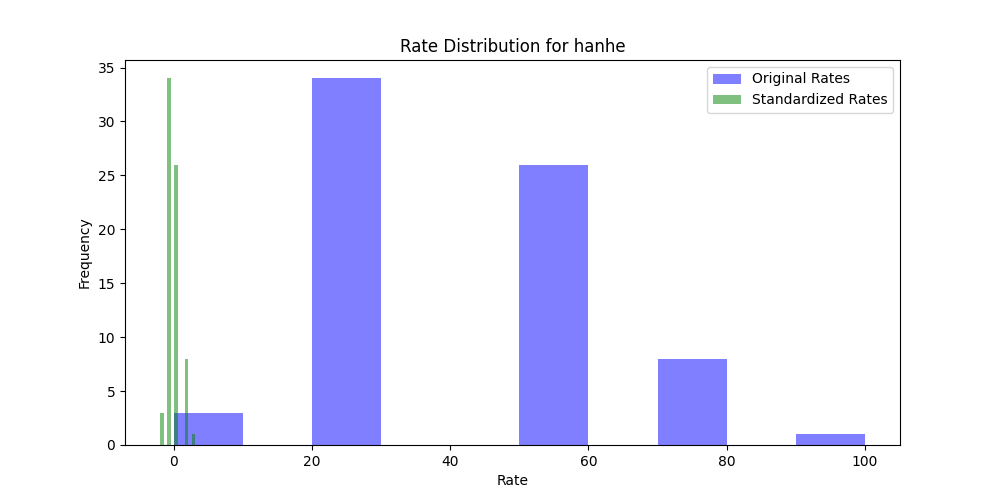 Rate Distribution for hanhe
Original Rates
Standardized Rates
35
30
25
20
15
10
5
0
Frequency
0 20 40 60 80 100
Rate